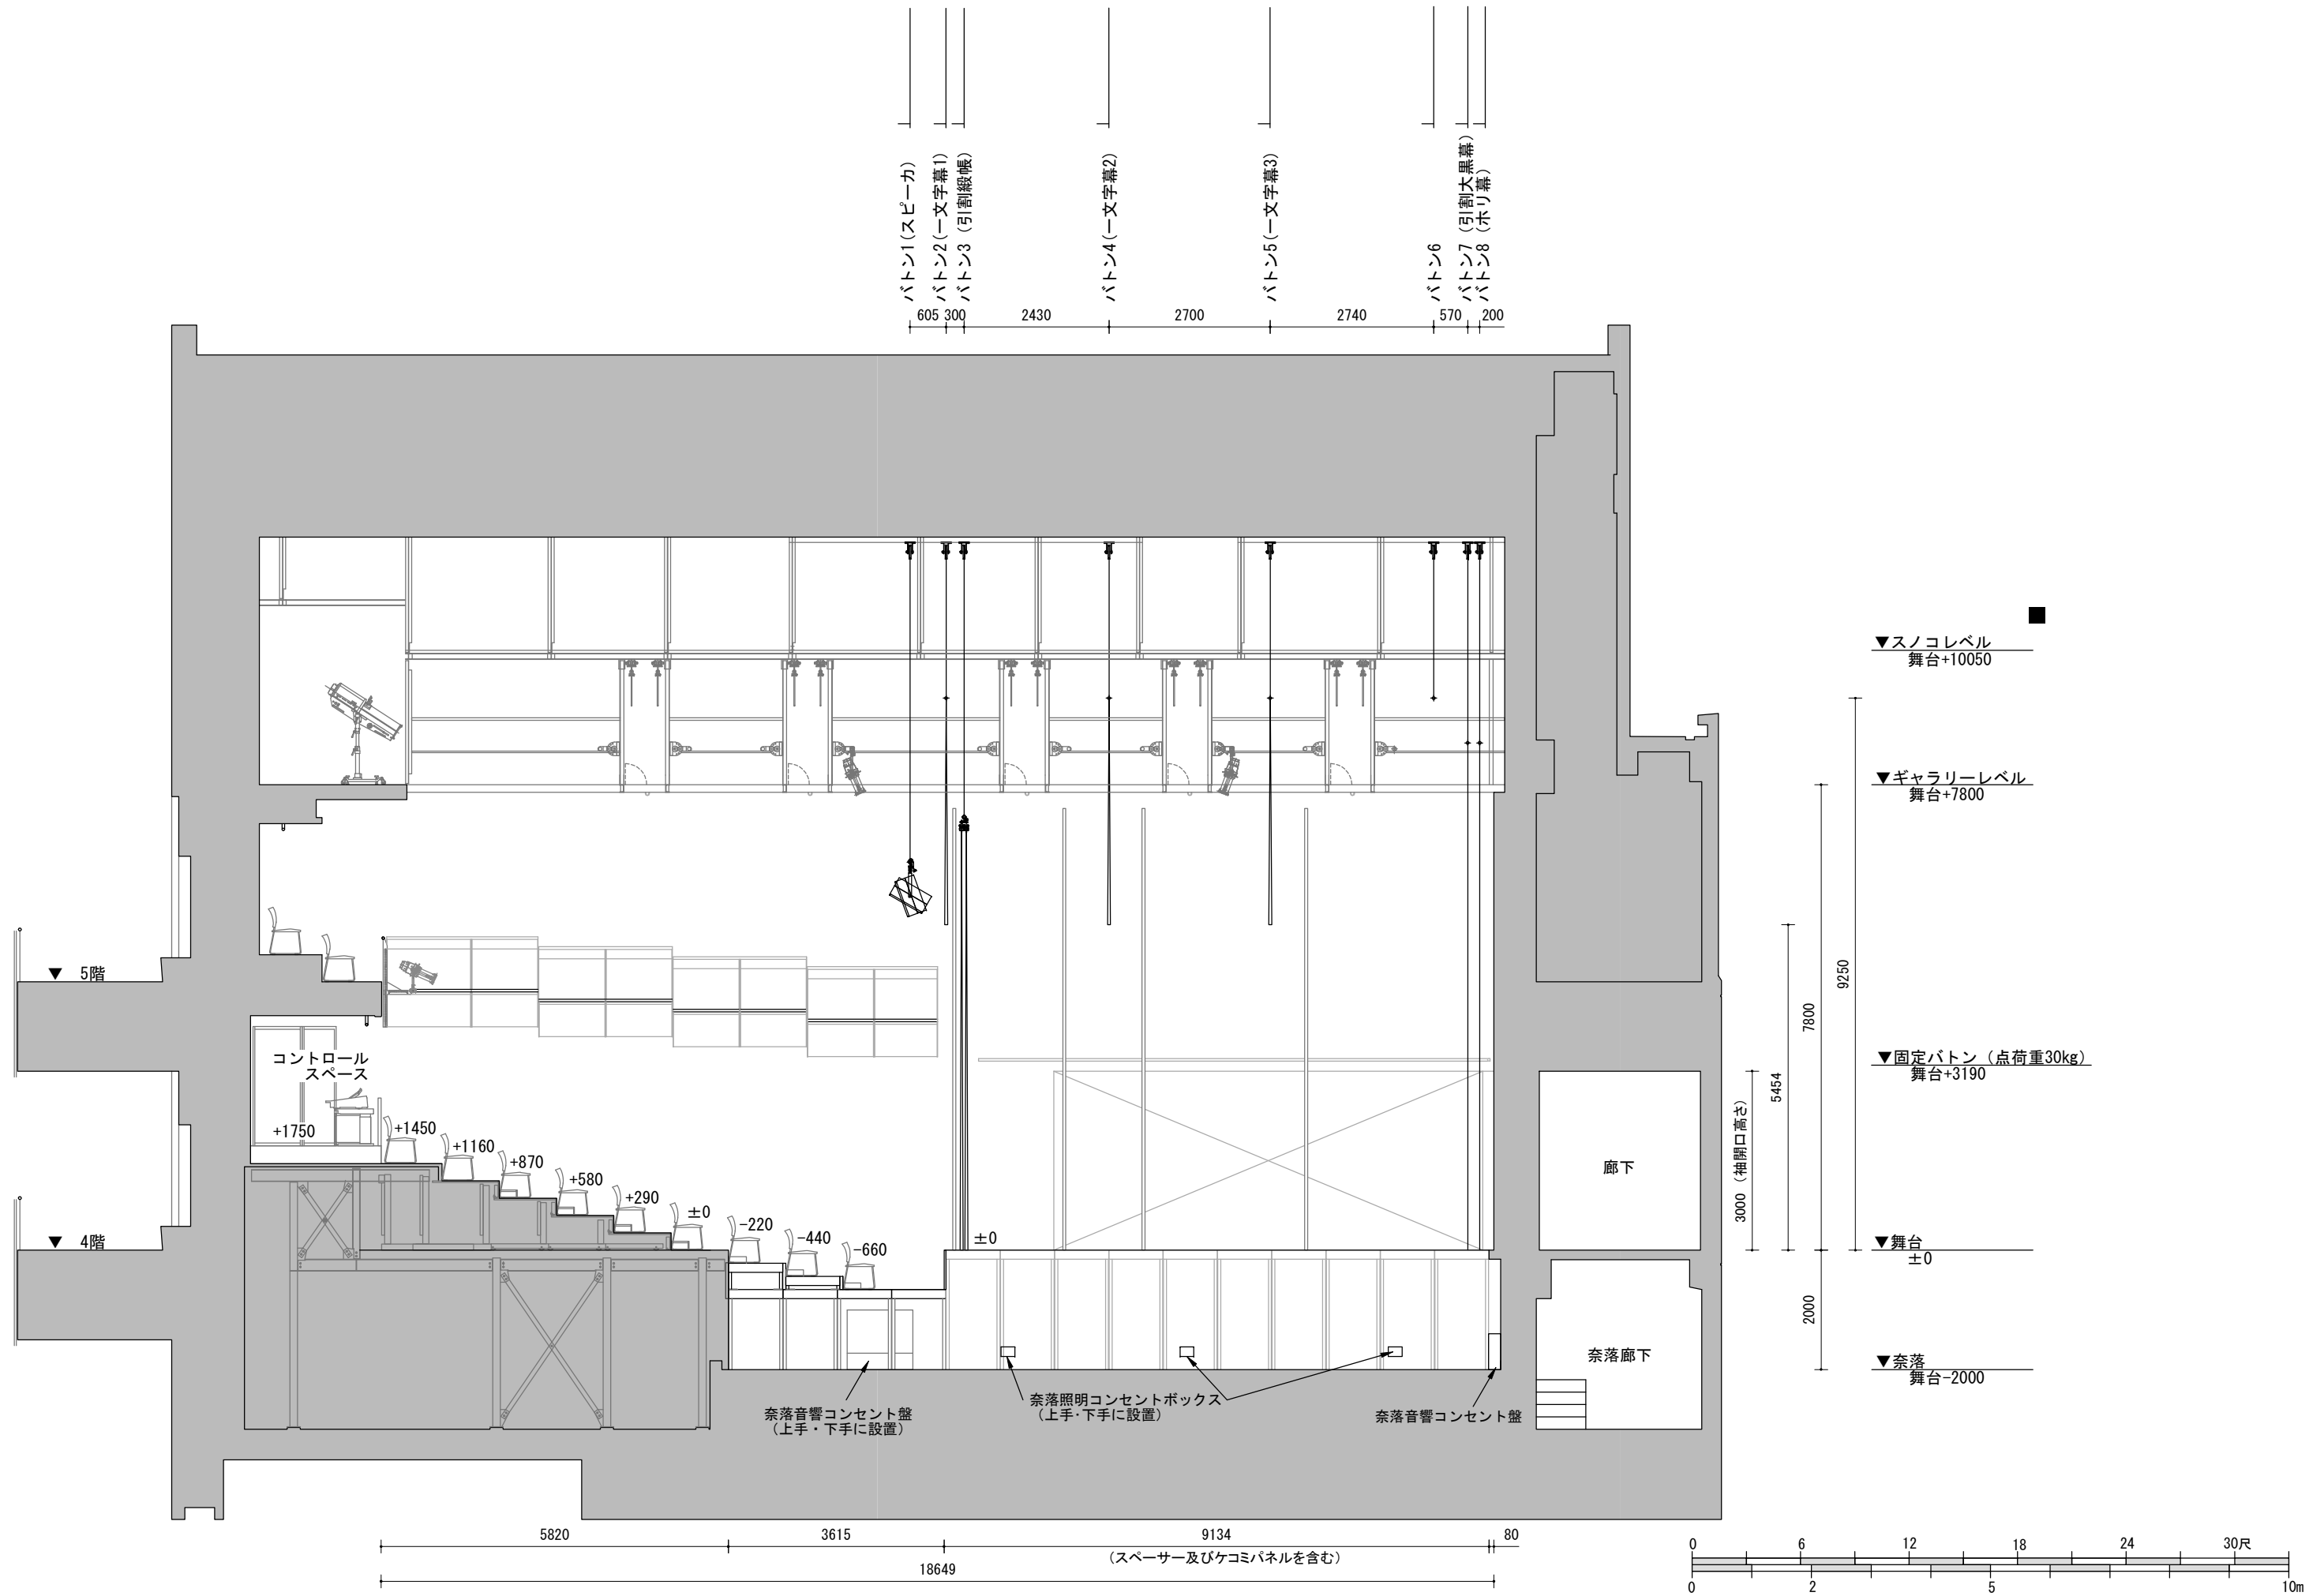 バトン1(スピーカ)
バトン2(一文字幕1)
バトン3 (引割緞帳)
バトン4(一文字幕2)
バトン5(一文字幕3)
バトン6
バトン7 (引割大黒幕)
バトン8 (ホリ幕)
605 300 2430 2700 2740 570 200
▼スノコレベル
舞台+10050
▼ギャラリーレベル
舞台+7800
▼固定バトン (点荷重30kg)
舞台+3190
▼舞台
±0
▼奈落
舞台-2000
9250
7800
5454
3000 (袖開口高さ)
2000
▼ 5階
▼ 4階
コントロール
スペース
+1750
+1450
+1160
+870
+580
+290
±0
-220
-440
-660
±0
廊下
奈落廊下
奈落音響コンセント盤
(上手・下手に設置)
奈落照明コンセントボックス
(上手・下手に設置)
奈落音響コンセント盤
5820 3615 9134 80
(スペーサー及びケコミパネルを含む)
18649
0 6 12 18 24 30尺
0 2 5 10m